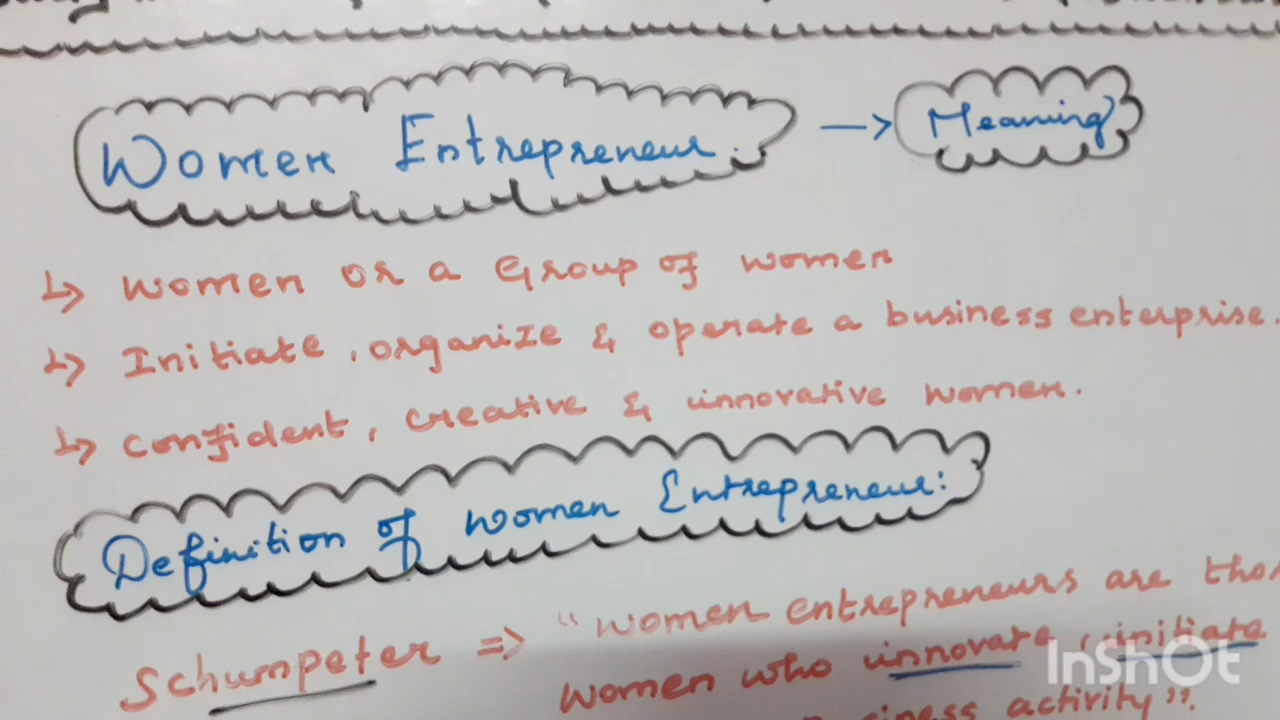 Women Entrepreneur. -> Meaning
↳ Women or a Group of women
↳ Initiate, organize & operate a business enterprise.
↳ Confident, creative & innovative women.
Definition of women Entrepreneur:
Schumpeter => "Women entrepreneurs are
Women who innovate, initiate
activity".
InShOt